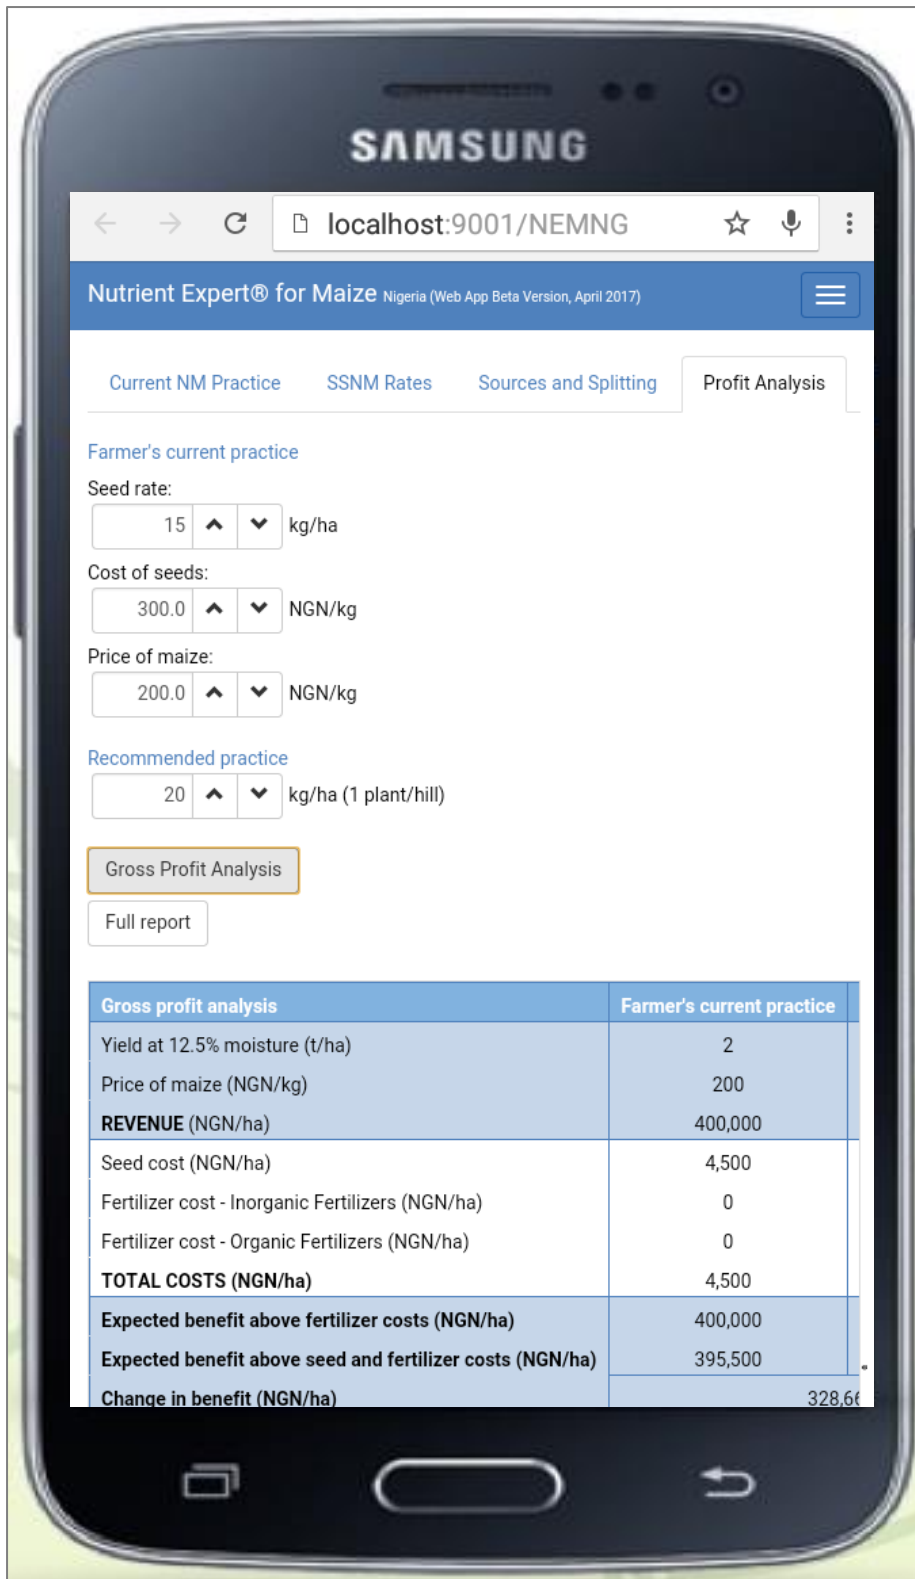 SAMSUNG
localhost:9001/NEMNG
Nutrient Expert® for Maize Nigeria (Web App Beta Version, April 2017)
Current NM Practice SSNM Rates Sources and Splitting Profit Analysis
Farmer's current practice
Seed rate:
15 kg/ha
Cost of seeds:
300.0 NGN/kg
Price of maize:
200.0 NGN/kg
Recommended practice
20 kg/ha (1 plant/hill)
Gross Profit Analysis
Full report
Gross profit analysis Farmer's current practice
Yield at 12.5% moisture (t/ha) 2
Price of maize (NGN/kg) 200
REVENUE (NGN/ha) 400,000
Seed cost (NGN/ha) 4,500
Fertilizer cost - Inorganic Fertilizers (NGN/ha) 0
Fertilizer cost - Organic Fertilizers (NGN/ha) 0
TOTAL COSTS (NGN/ha) 4,500
Expected benefit above fertilizer costs (NGN/ha) 400,000
Expected benefit above seed and fertilizer costs (NGN/ha) 395,500
Change in benefit (NGN/ha)